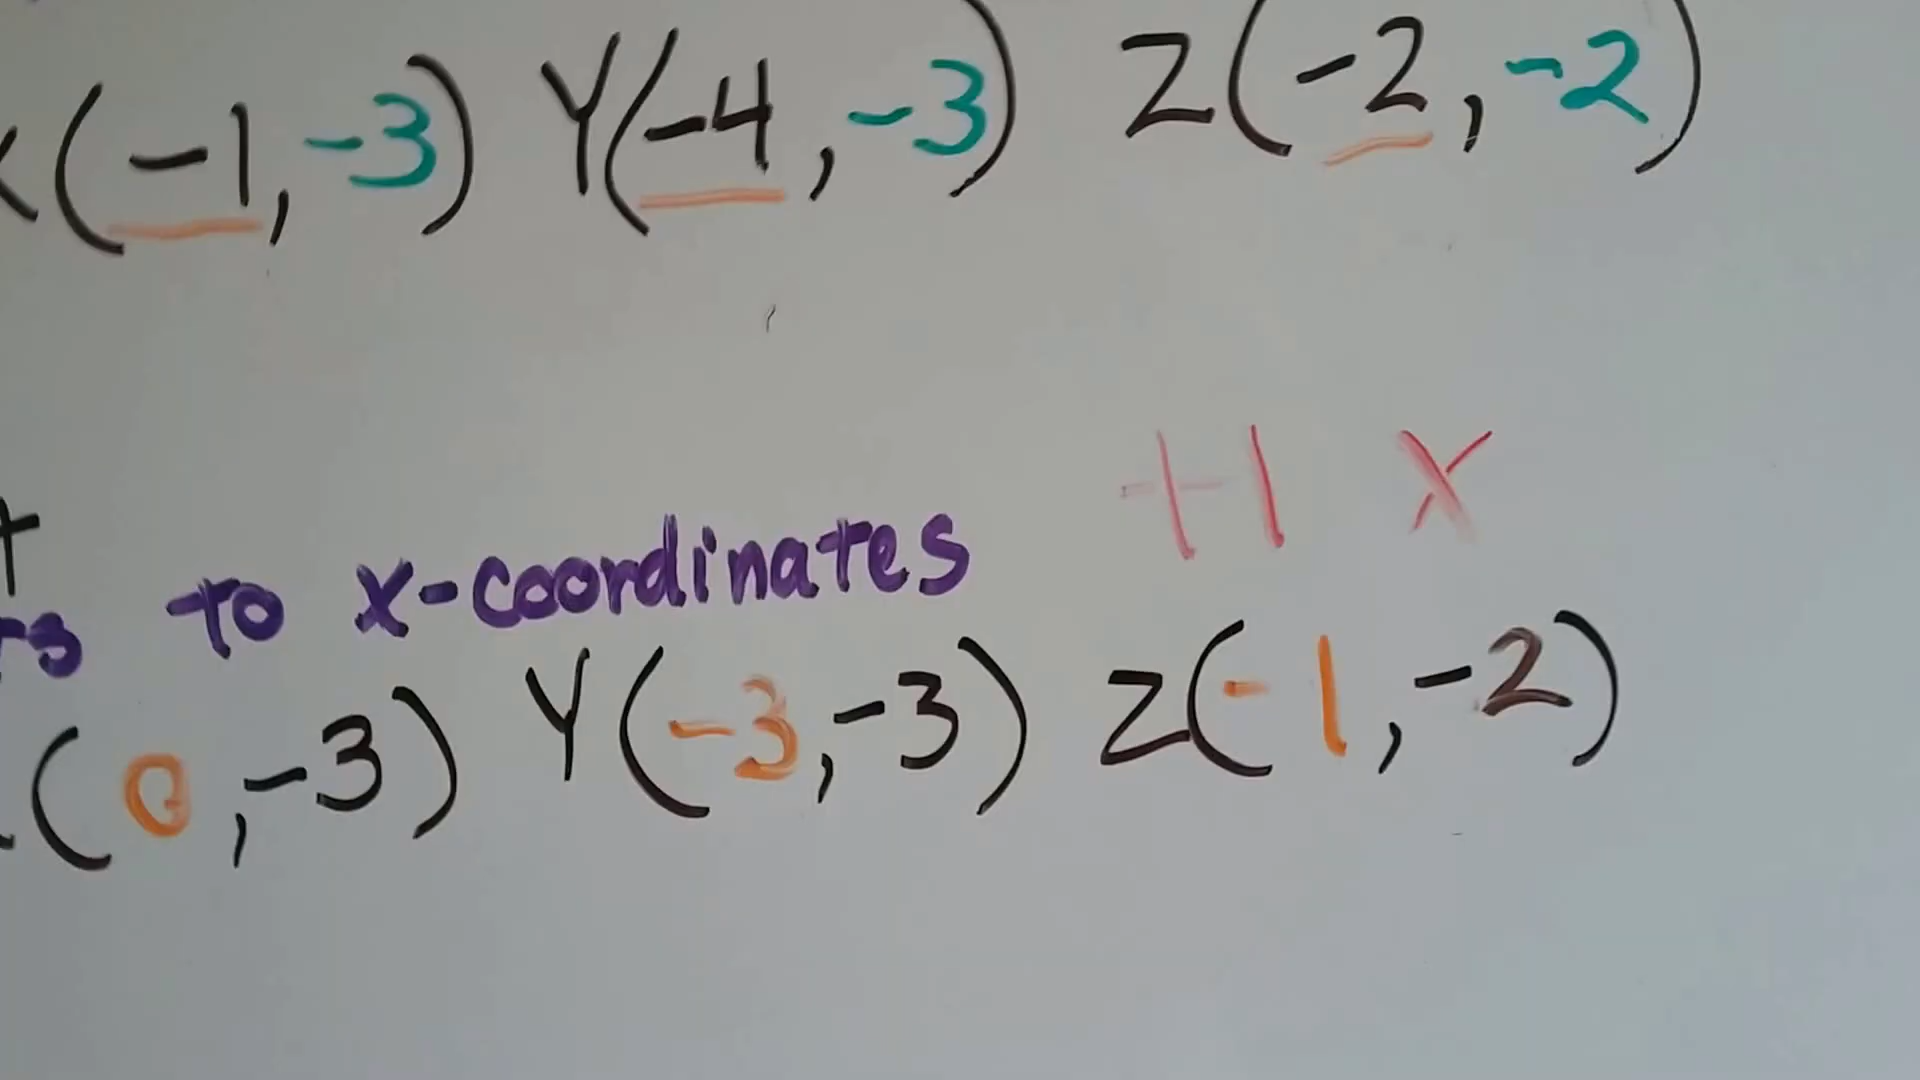 (-1,-3) Y(-4,-3) Z(-2,-2)
+1 x
to x-coordinates
(0,-3) Y(-3,-3) Z(-1,-2)